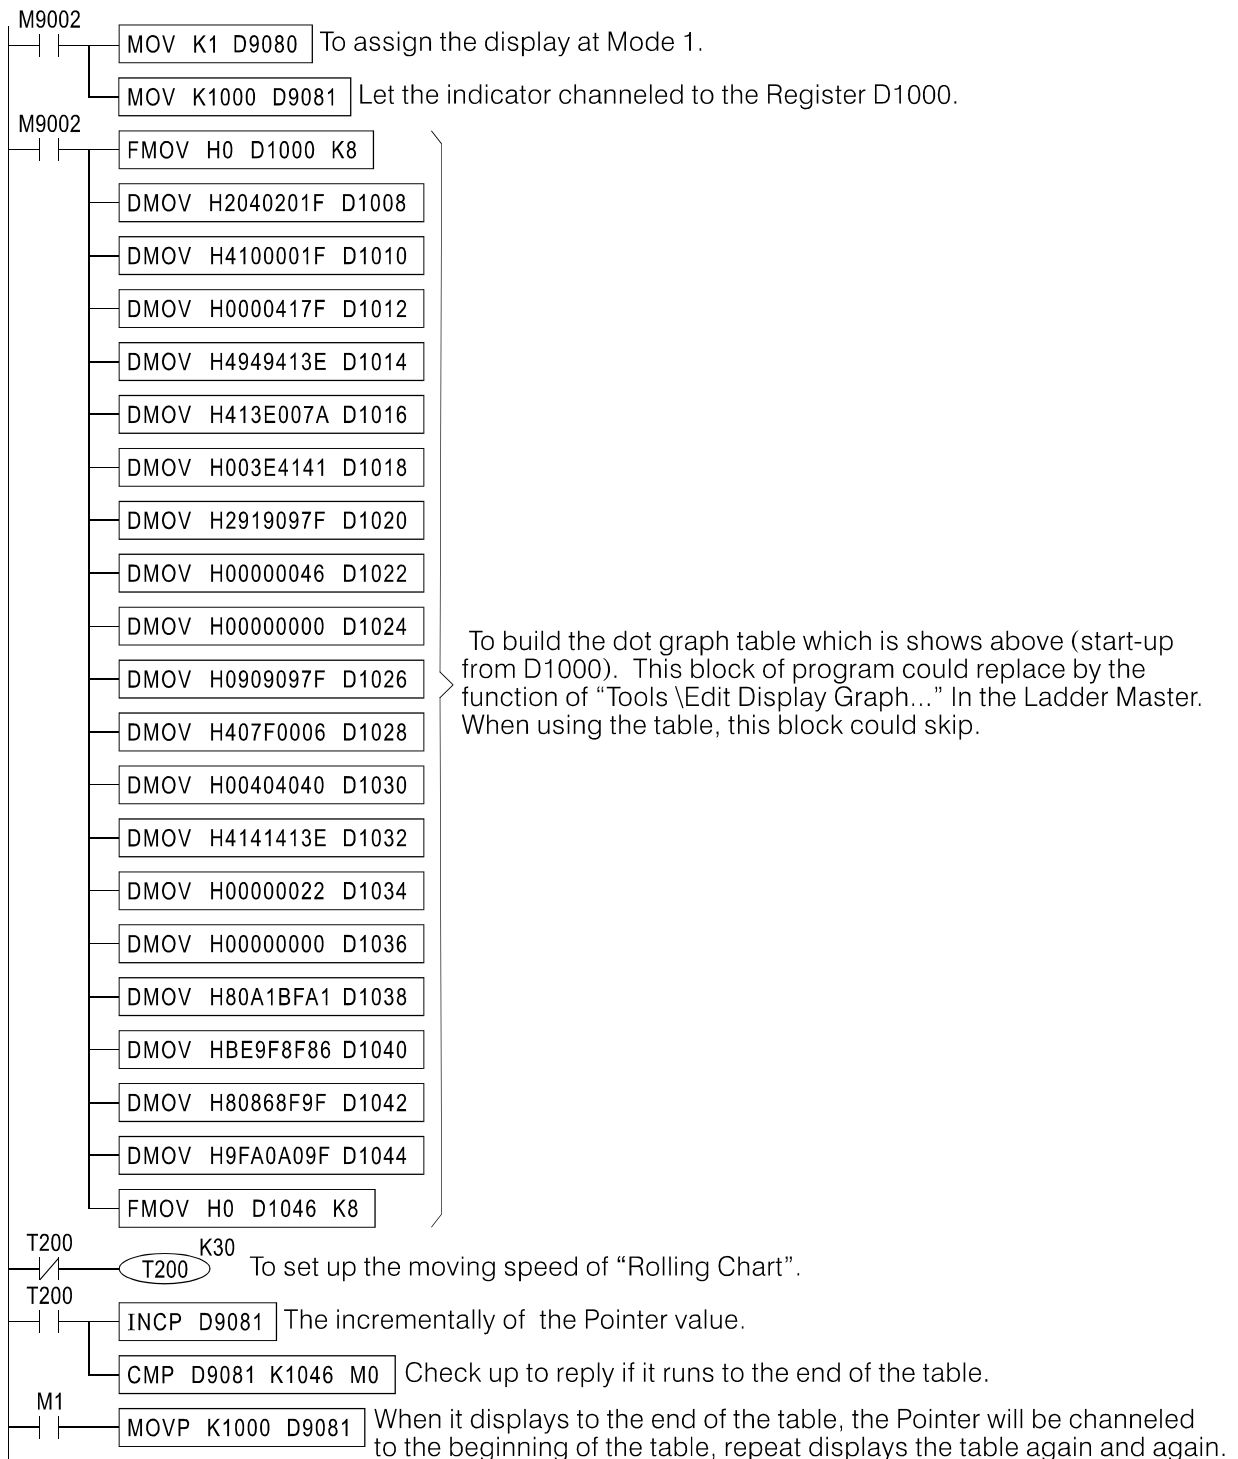 M9002
MOV K1 D9080 To assign the display at Mode 1.
MOV K1000 D9081 Let the indicator channeled to the Register D1000.
M9002
FMOV H0 D1000 K8
DMOV H2040201F D1008
DMOV H4100001F D1010
DMOV H0000417F D1012
DMOV H4949413E D1014
DMOV H413E007A D1016
DMOV H003E4141 D1018
DMOV H2919097F D1020
DMOV H00000046 D1022
DMOV H00000000 D1024
DMOV H0909097F D1026
DMOV H407F0006 D1028
DMOV H00404040 D1030
DMOV H4141413E D1032
DMOV H00000022 D1034
DMOV H00000000 D1036
DMOV H80A1BFA1 D1038
DMOV HBE9F8F86 D1040
DMOV H80868F9F D1042
DMOV H9FA0A09F D1044
FMOV H0 D1046 K8
To build the dot graph table which is shows above (start-up
from D1000). This block of program could replace by the
function of “Tools \Edit Display Graph...” In the Ladder Master.
When using the table, this block could skip.
T200
T200 K30 To set up the moving speed of “Rolling Chart”.
T200
INCP D9081 The incrementally of the Pointer value.
CMP D9081 K1046 M0 Check up to reply if it runs to the end of the table.
M1
MOVP K1000 D9081 When it displays to the end of the table, the Pointer will be channeled
to the beginning of the table, repeat displays the table again and again.